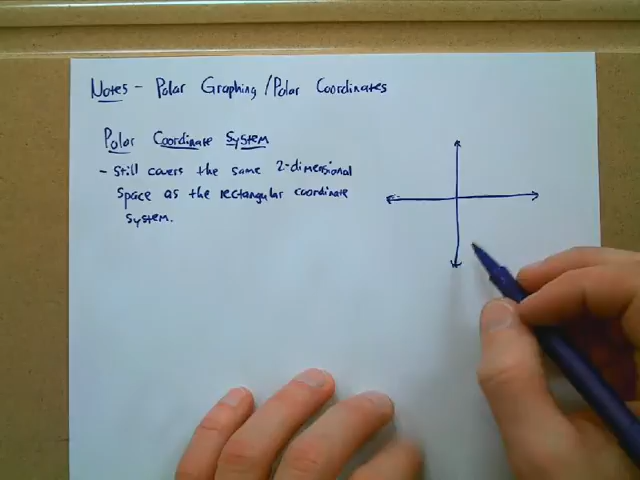 Notes - Polar Graphing/Polar Coordinates
Polar Coordinate System
- Still covers the same 2-dimensional
space as the rectangular coordinate
system.